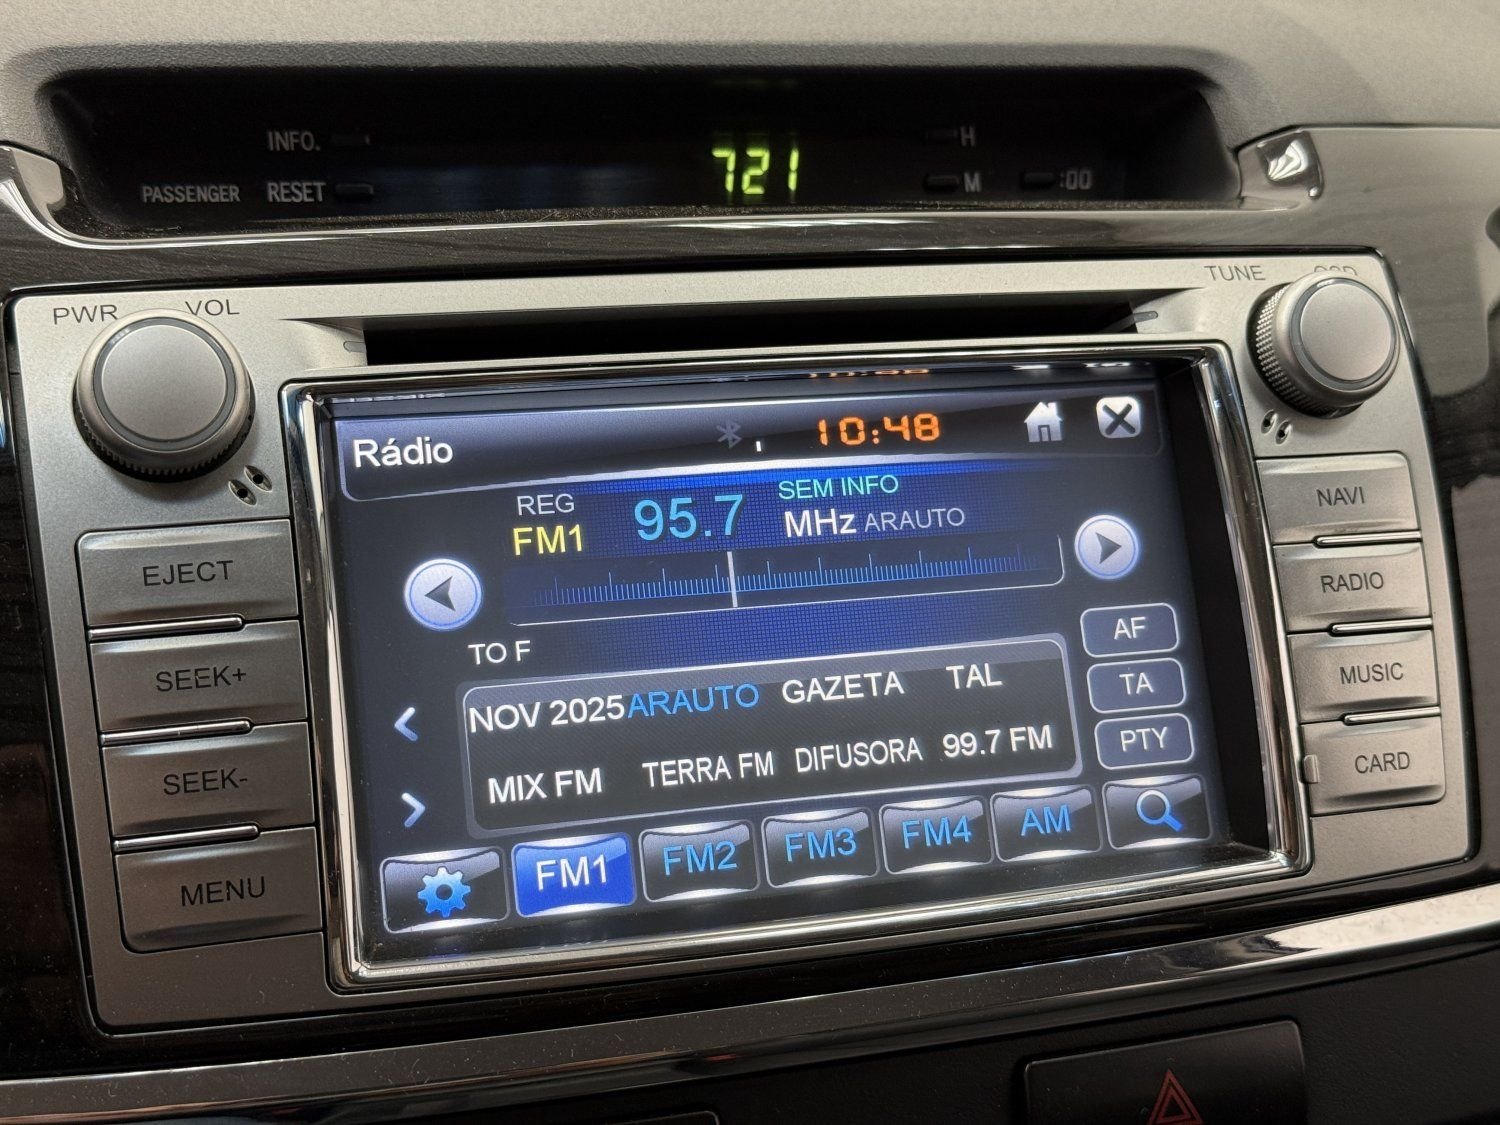 INFO. 721 H
PASSENGER RESET M :00
PWR VOL TUNE
Rádio 10:48
REG 95.7 SEM INFO
FM1 MHz ARAUTO
TO F
NOV 2025 ARAUTO GAZETA TAL
MIX FM TERRA FM DIFUSORA 99.7 FM
AF
TA
PTY
FM1 FM2 FM3 FM4 AM
EJECT
SEEK+
SEEK-
MENU
NAVI
RADIO
MUSIC
CARD